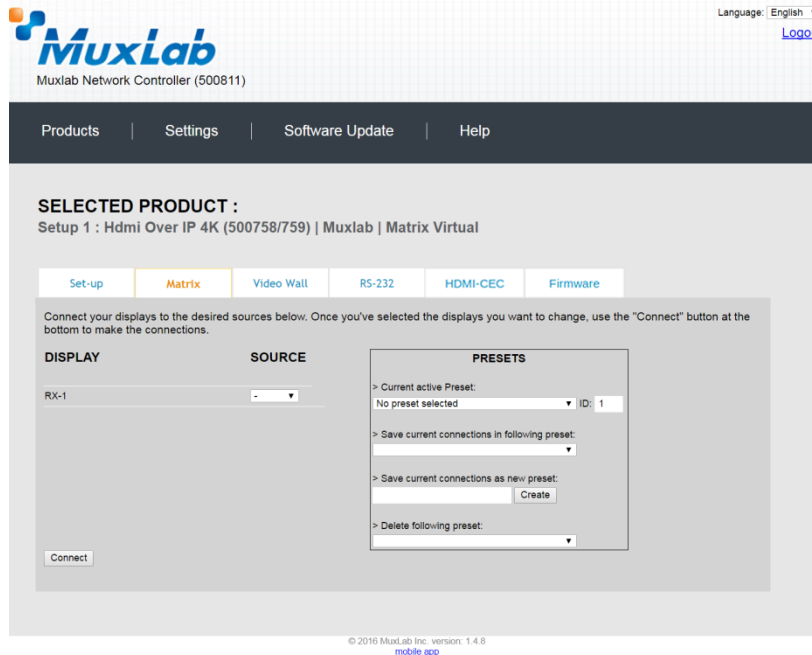 Language: English
Logo
MuxLab
Muxlab Network Controller (500811)
Products | Settings | Software Update | Help
SELECTED PRODUCT :
Setup 1 : Hdmi Over IP 4K (500758/759) | Muxlab | Matrix Virtual
Set-up Matrix Video Wall RS-232 HDMI-CEC Firmware
Connect your displays to the desired sources below. Once you've selected the displays you want to change, use the "Connect" button at the
bottom to make the connections.
DISPLAY SOURCE
RX-1 -
PRESETS
> Current active Preset:
No preset selected ID: 1
> Save current connections in following preset:
> Save current connections as new preset:
Create
> Delete following preset:
Connect
© 2016 MuxLab Inc. version: 1.4.8
mobile app